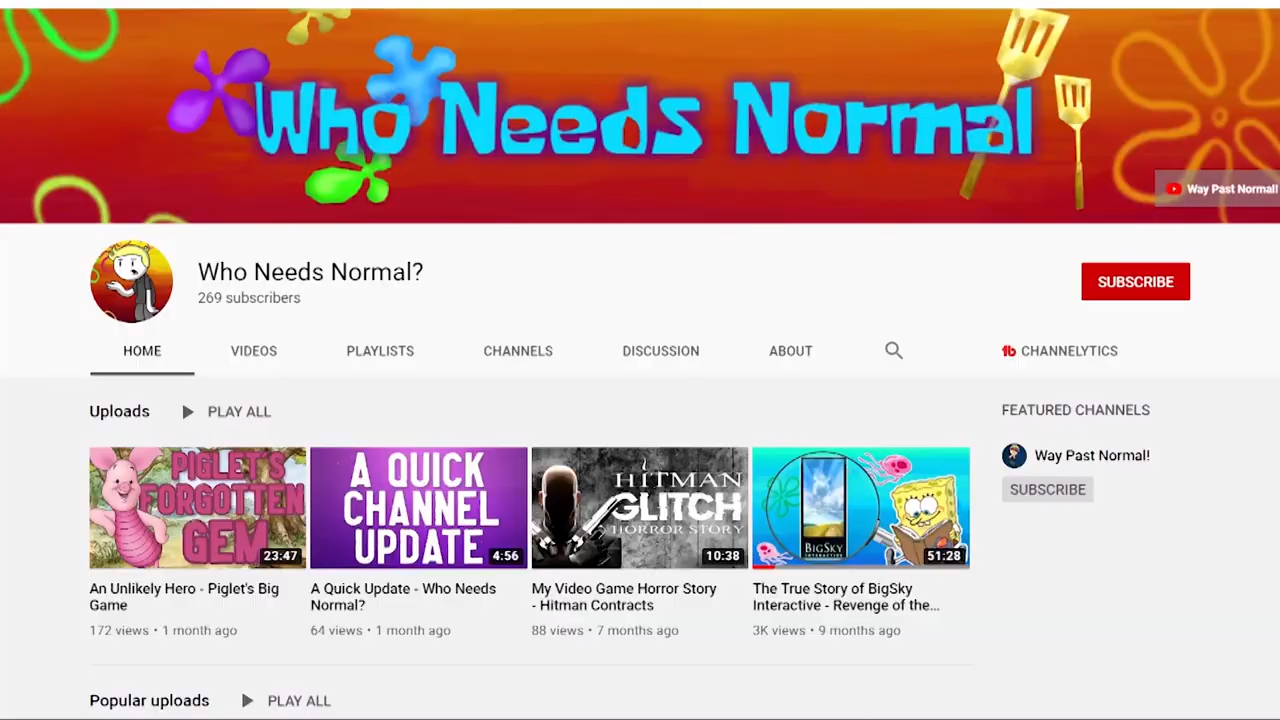 Who Needs Normal
Way Past Normal!
Who Needs Normal?
269 subscribers
SUBSCRIBE
HOME
VIDEOS
PLAYLISTS
CHANNELS
DISCUSSION
ABOUT
CHANNELYTICS
Uploads
PLAY ALL
FEATURED CHANNELS
Way Past Normal!
SUBSCRIBE
PIGLET'S
FORGOTTEN
GEM
23:47
A QUICK
CHANNEL
UPDATE
4:56
HITMAN
GLITCH
HORROR STORY
10:38
BIGSKY
INTERACTIVE
51:28
An Unlikely Hero - Piglet's Big
Game
172 views • 1 month ago
A Quick Update - Who Needs
Normal?
64 views • 1 month ago
My Video Game Horror Story
- Hitman Contracts
88 views • 7 months ago
The True Story of BigSky
Interactive - Revenge of the...
3K views • 9 months ago
Popular uploads
PLAY ALL